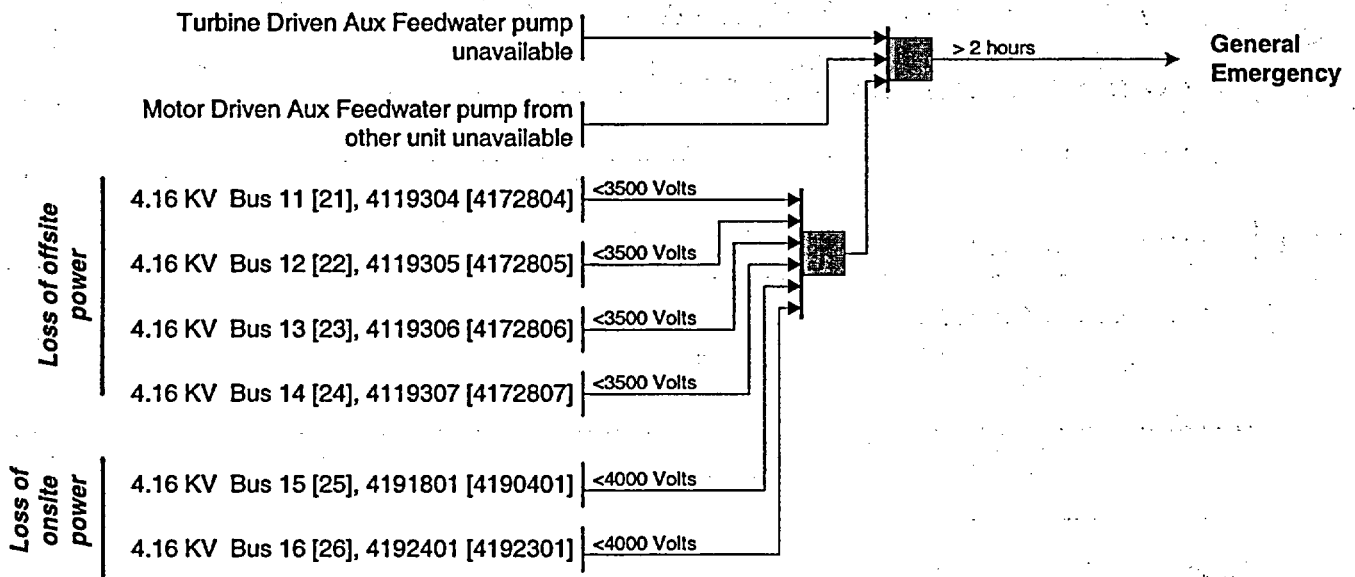 Turbine Driven Aux Feedwater pump
unavailable
> 2 hours
General
Emergency
Motor Driven Aux Feedwater pump from
other unit unavailable
Loss of offsite
power
4.16 KV Bus 11 [21], 4119304 [4172804]
<3500 Volts
4.16 KV Bus 12 [22], 4119305 [4172805]
<3500 Volts
4.16 KV Bus 13 [23], 4119306 [4172806]
<3500 Volts
4.16 KV Bus 14 [24], 4119307 [4172807]
<3500 Volts
Loss of
onsite
power
4.16 KV Bus 15 [25], 4191801 [4190401]
<4000 Volts
4.16 KV Bus 16 [26], 4192401 [4192301]
<4000 Volts